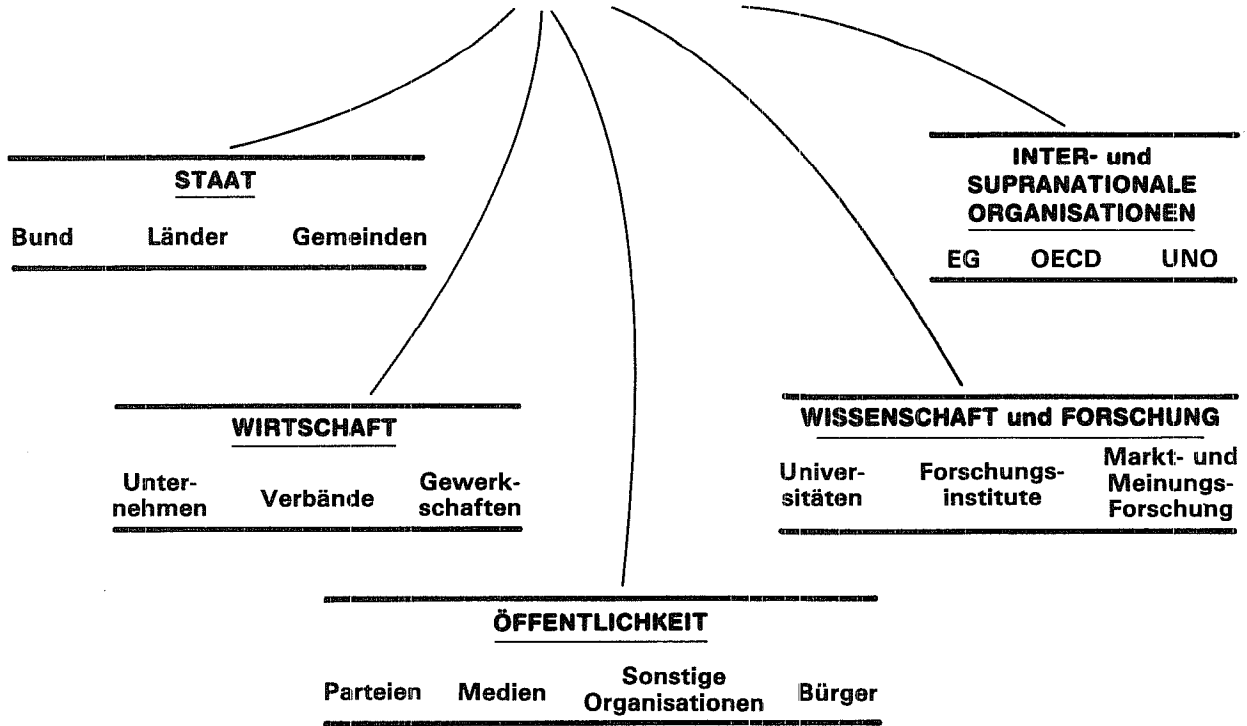 STAAT
Bund Länder Gemeinden
INTER- und
SUPRANATIONALE
ORGANISATIONEN
EG OECD UNO
WIRTSCHAFT
Unter-
nehmen
Verbände
Gewerk-
schaften
WISSENSCHAFT und FORSCHUNG
Univer-
sitäten
Forschungs-
institute
Markt- und
Meinungs-
Forschung
ÖFFENTLICHKEIT
Parteien
Medien
Sonstige
Organisationen
Bürger